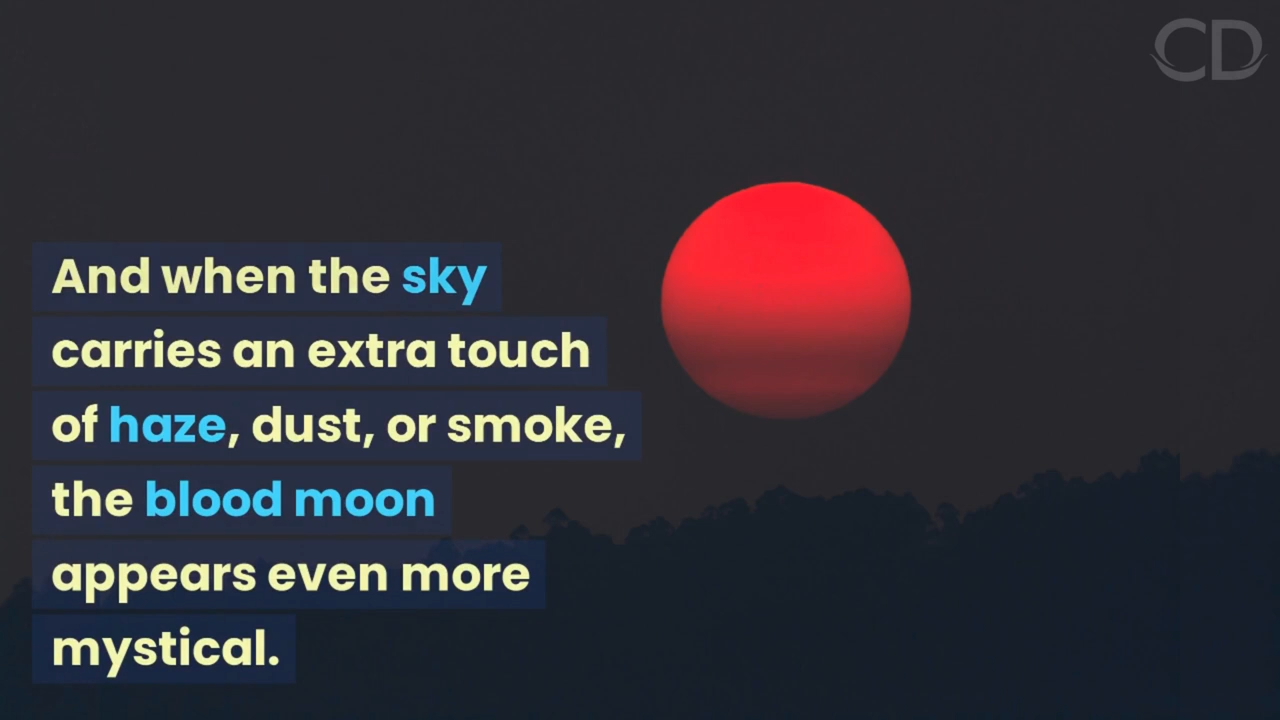 CD
And when the sky
carries an extra touch
of haze, dust, or smoke,
the blood moon
appears even more
mystical.